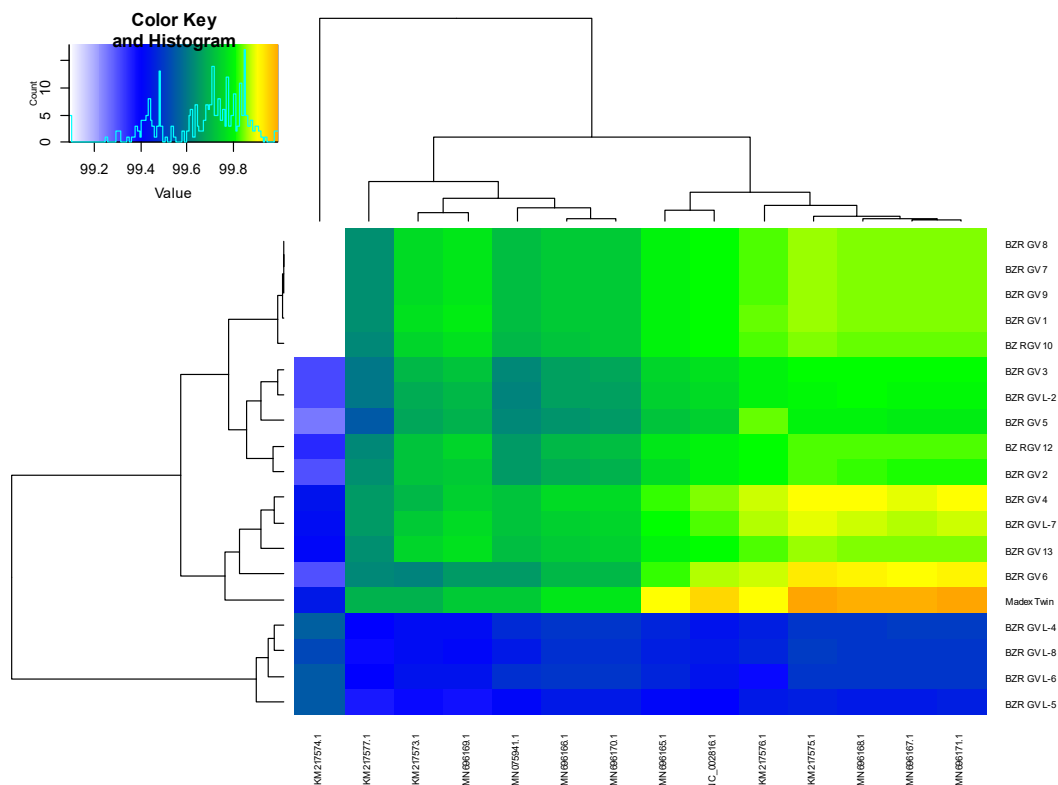 Color Key
and Histogram
Count
0 5 10
99.2 99.4 99.6 99.8
Value
BZR GV 8
BZR GV 7
BZR GV 9
BZR GV 1
BZ RGV 10
BZR GV 3
BZR GV L-2
BZR GV 5
BZ RGV 12
BZR GV 2
BZR GV 4
BZR GV L-7
BZR GV 13
BZR GV 6
Madex Twin
BZR GV L-4
BZR GV L-8
BZR GV L-6
BZR GV L-5
KM217574.1
KM217577.1
KM217573.1
MN696169.1
MN075941.1
MN696166.1
MN696170.1
MN696165.1
IC_002816.1
KM217576.1
KM217575.1
MN696168.1
MN696167.1
MN696171.1